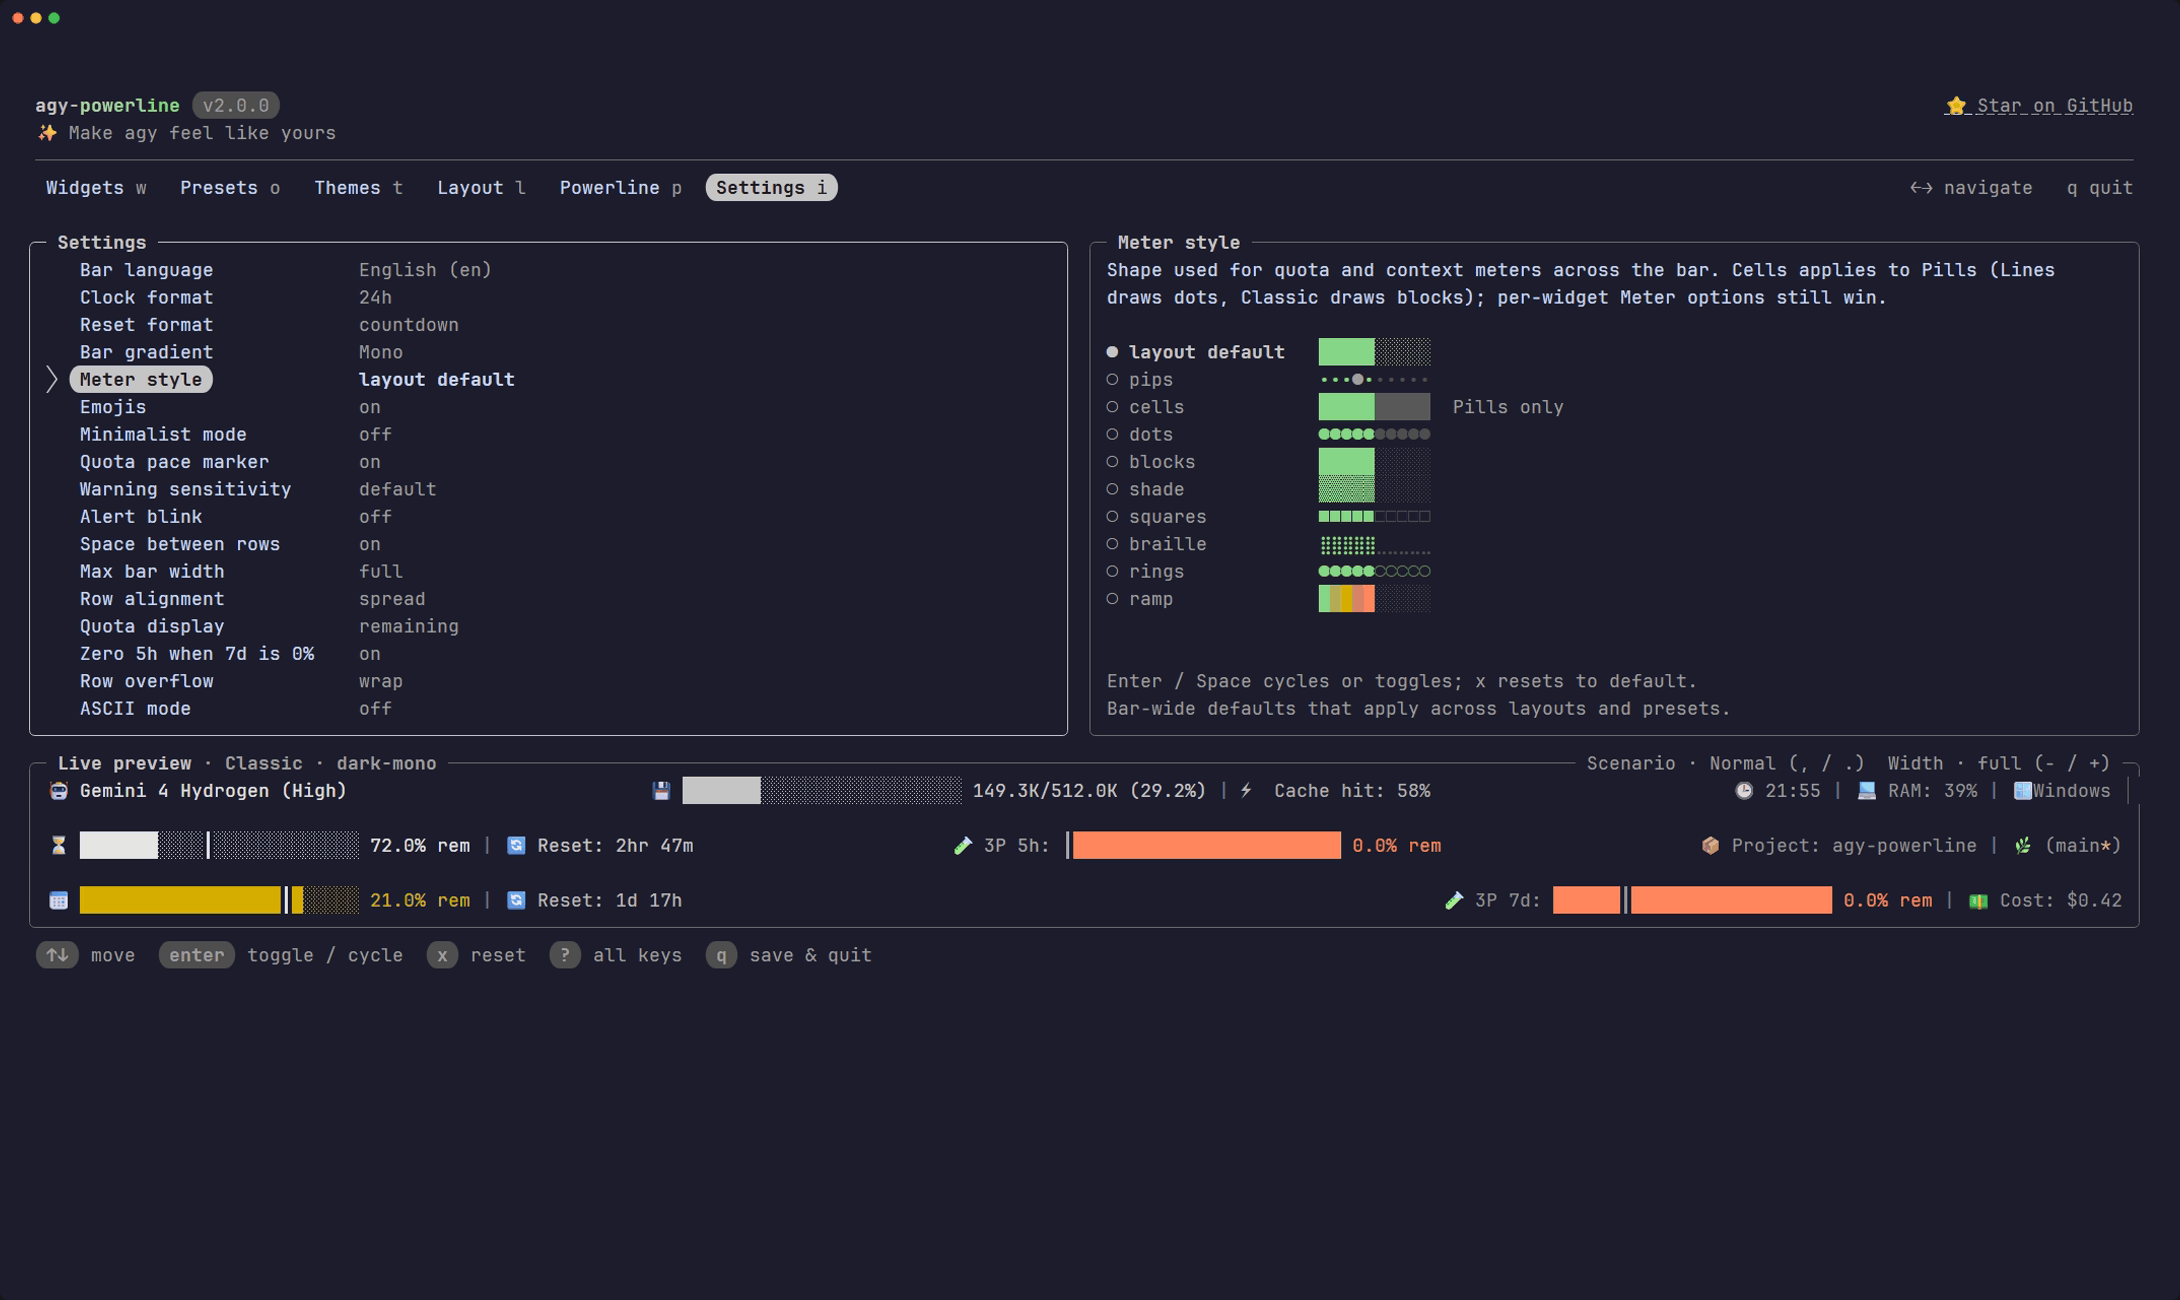 agy-powerline v2.0.0
⭐ Star on GitHub
✨ Make agy feel like yours
Widgets w Presets o Themes t Layout l Powerline p Settings i
←→ navigate q quit
Settings
Bar language English (en)
Clock format 24h
Reset format countdown
Bar gradient Mono
Meter style layout default
Emojis on
Minimalist mode off
Quota pace marker on
Warning sensitivity default
Alert blink off
Space between rows on
Max bar width full
Row alignment spread
Quota display remaining
Zero 5h when 7d is 0% on
Row overflow wrap
ASCII mode off
Meter style
Shape used for quota and context meters across the bar. Cells applies to Pills (Lines
draws dots, Classic draws blocks); per-widget Meter options still win.
layout default
pips
cells Pills only
dots
blocks
shade
squares
braille
rings
ramp
Enter / Space cycles or toggles; x resets to default.
Bar-wide defaults that apply across layouts and presets.
Live preview · Classic · dark-mono
Scenario · Normal (, / .) Width · full (- / +)
Gemini 4 Hydrogen (High) 149.3K/512.0K (29.2%) | ⚡ Cache hit: 58% 21:55 | RAM: 39% | Windows
72.0% rem | Reset: 2hr 47m 3P 5h: 0.0% rem Project: agy-powerline | (main*)
21.0% rem | Reset: 1d 17h 3P 7d: 0.0% rem | Cost: $0.42
↑↓ move enter toggle / cycle x reset ? all keys q save & quit